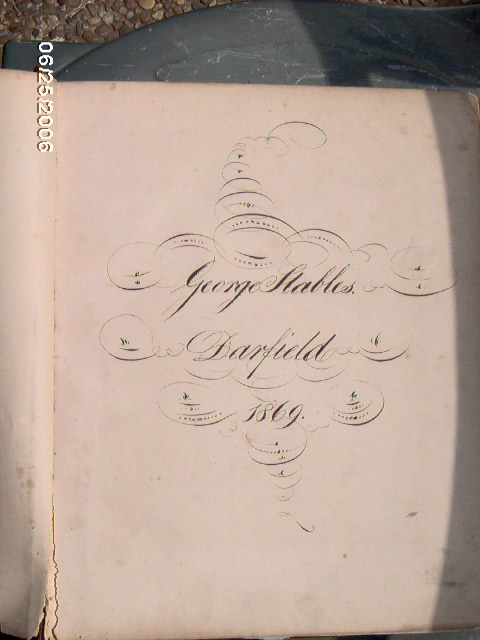 06/25/2006
George Stables.
Darfield
1869.